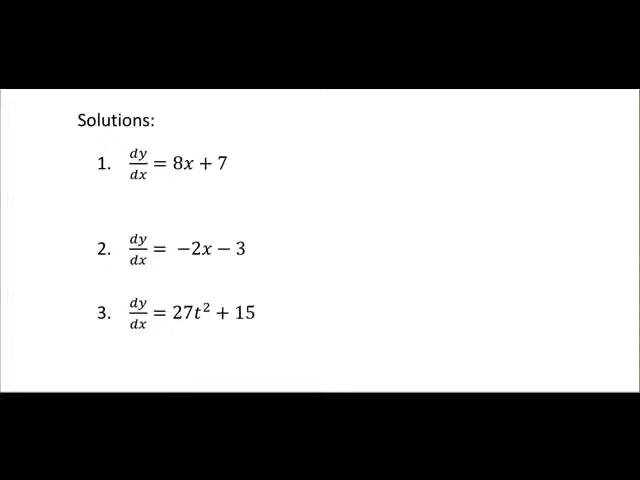 Solutions:
1. dy/dx = 8x + 7
2. dy/dx = −2x − 3
3. dy/dx = 27t² + 15